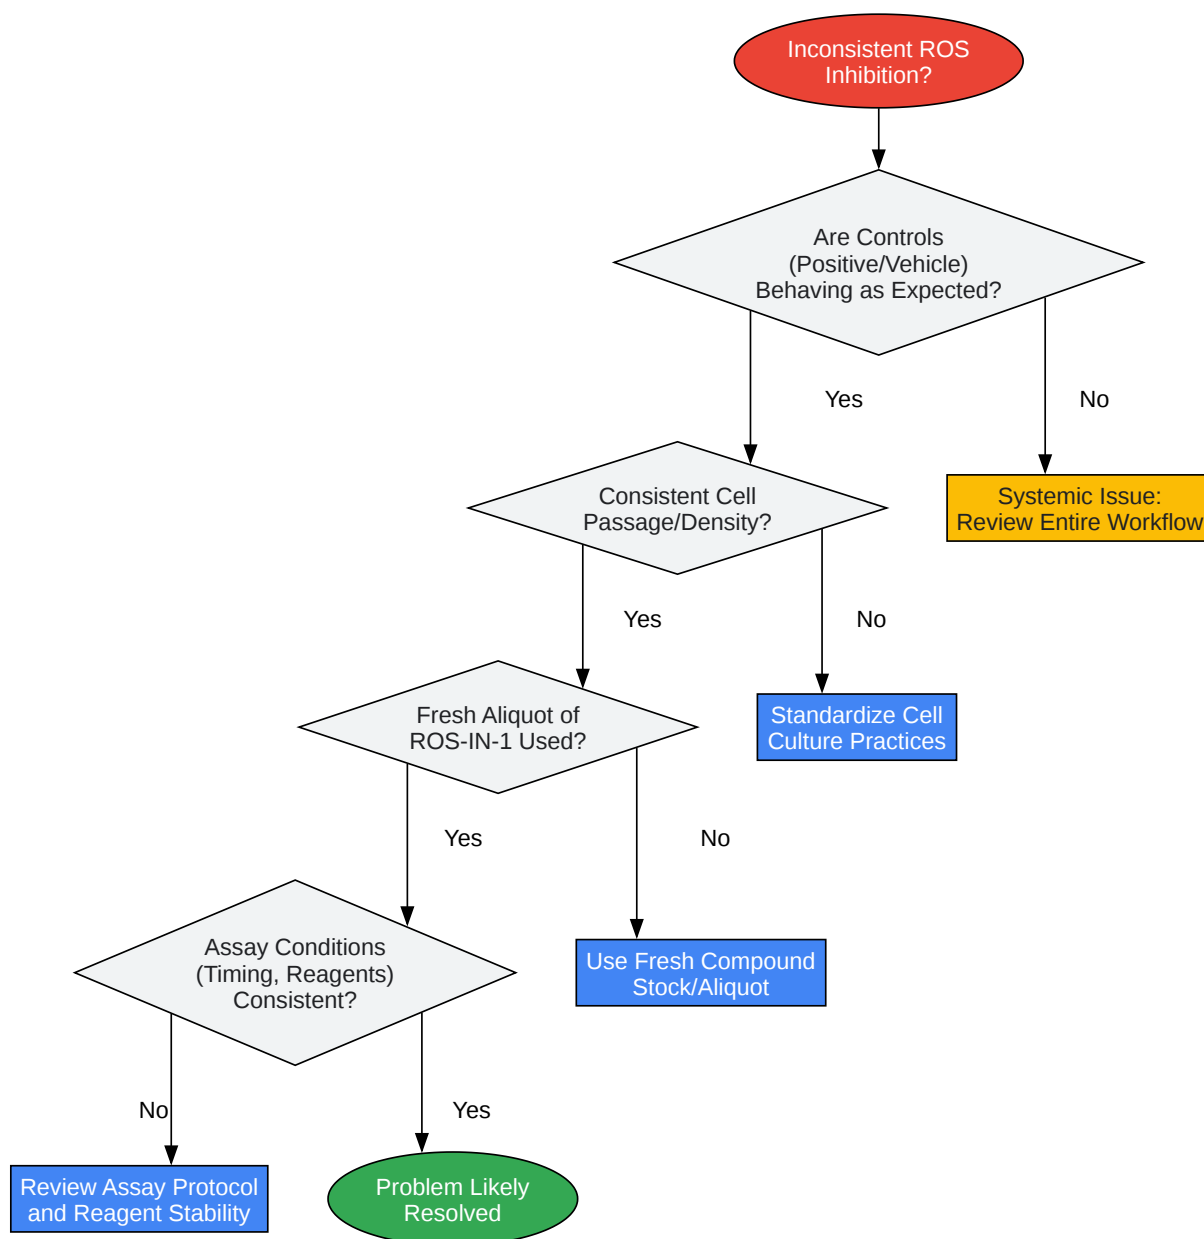 Inconsistent ROS
Inhibition?
Are Controls
(Positive/Vehicle)
Behaving as Expected?
Yes
No
Consistent Cell
Passage/Density?
Systemic Issue:
Review Entire Workflow
Yes
No
Fresh Aliquot of
ROS-IN-1 Used?
Standardize Cell
Culture Practices
Yes
No
Assay Conditions
(Timing, Reagents)
Consistent?
Use Fresh Compound
Stock/Aliquot
No
Yes
Review Assay Protocol
and Reagent Stability
Problem Likely
Resolved